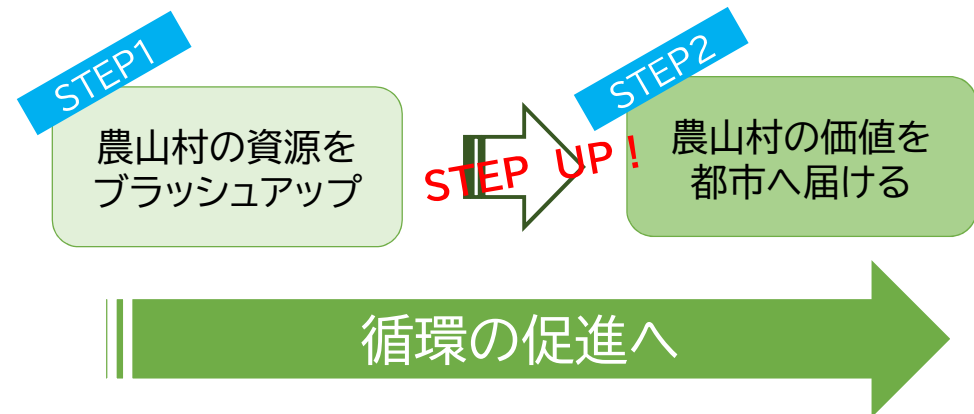 STEP1
農山村の資源を
ブラッシュアップ
STEP UP!
STEP2
農山村の価値を
都市へ届ける
循環の促進へ